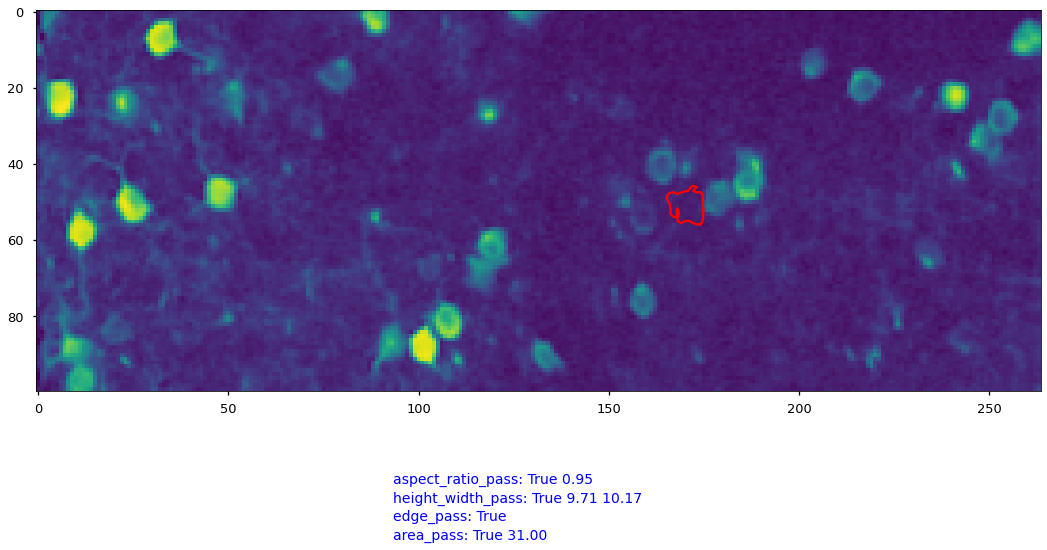 0
20
40
60
80
0 50 100 150 200 250
aspect_ratio_pass: True 0.95
height_width_pass: True 9.71 10.17
edge_pass: True
area_pass: True 31.00